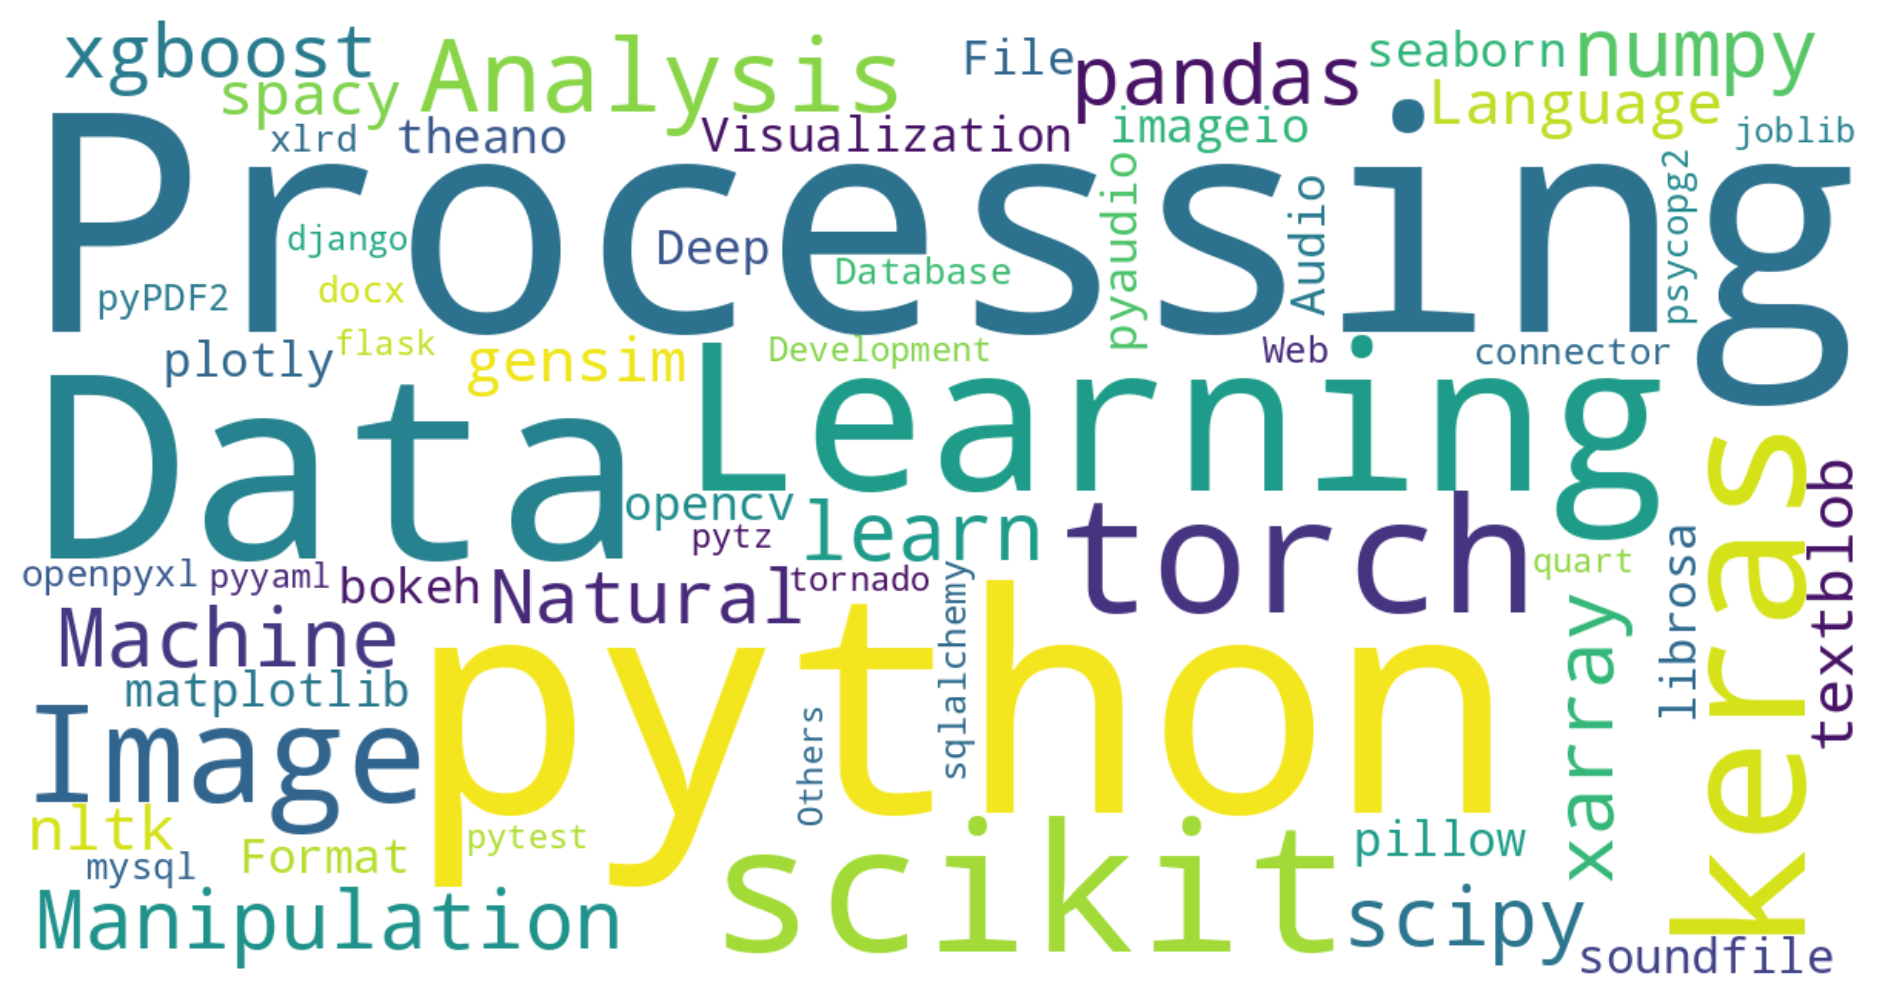 xgboost
Analysis
File
pandas
seaborn
numpy
spacy
Language
xlrd
theano
Visualization
imageio
joblib
Processing
django
Deep
Database
pyaudio
Audio
psycopg2
pyPDF2
docx
flask
plotly
gensim
Development
Web
connector
Data
Learning
keras
textblob
opencv
learn
torch
pytz
quart
openpyxl
pyyaml
bokeh
Natural
tornado
xarray
librosa
Machine
python
sqlalchemy
matplotlib
Image
Others
nltk
Format
pytest
scikit
pillow
mysql
Manipulation
scipy
soundfile